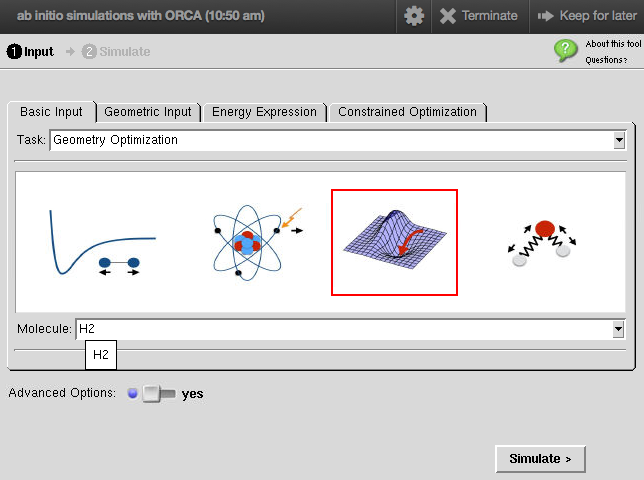 ab initio simulations with ORCA (10:50 am) Terminate Keep for later
1 Input 2 Simulate
About this tool
Questions?
Basic Input Geometric Input Energy Expression Constrained Optimization
Task: Geometry Optimization
Molecule: H2
H2
Advanced Options: yes
Simulate >